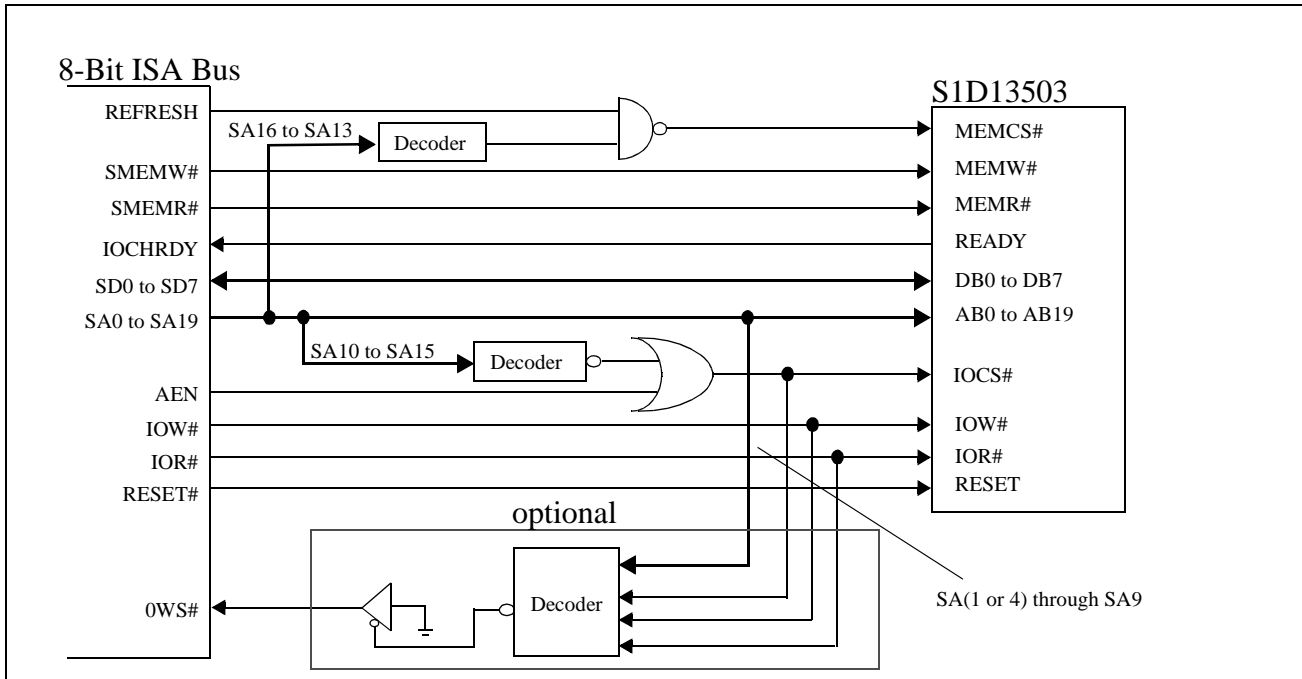 8-Bit ISA Bus
S1D13503
REFRESH
SA16 to SA13
Decoder
MEMCS#
SMEMW#
MEMW#
SMEMR#
MEMR#
IOCHRDY
READY
SD0 to SD7
DB0 to DB7
SA0 to SA19
AB0 to AB19
SA10 to SA15
Decoder
IOCS#
AEN
IOW#
IOW#
IOR#
IOR#
RESET#
RESET
optional
0WS#
Decoder
SA(1 or 4) through SA9